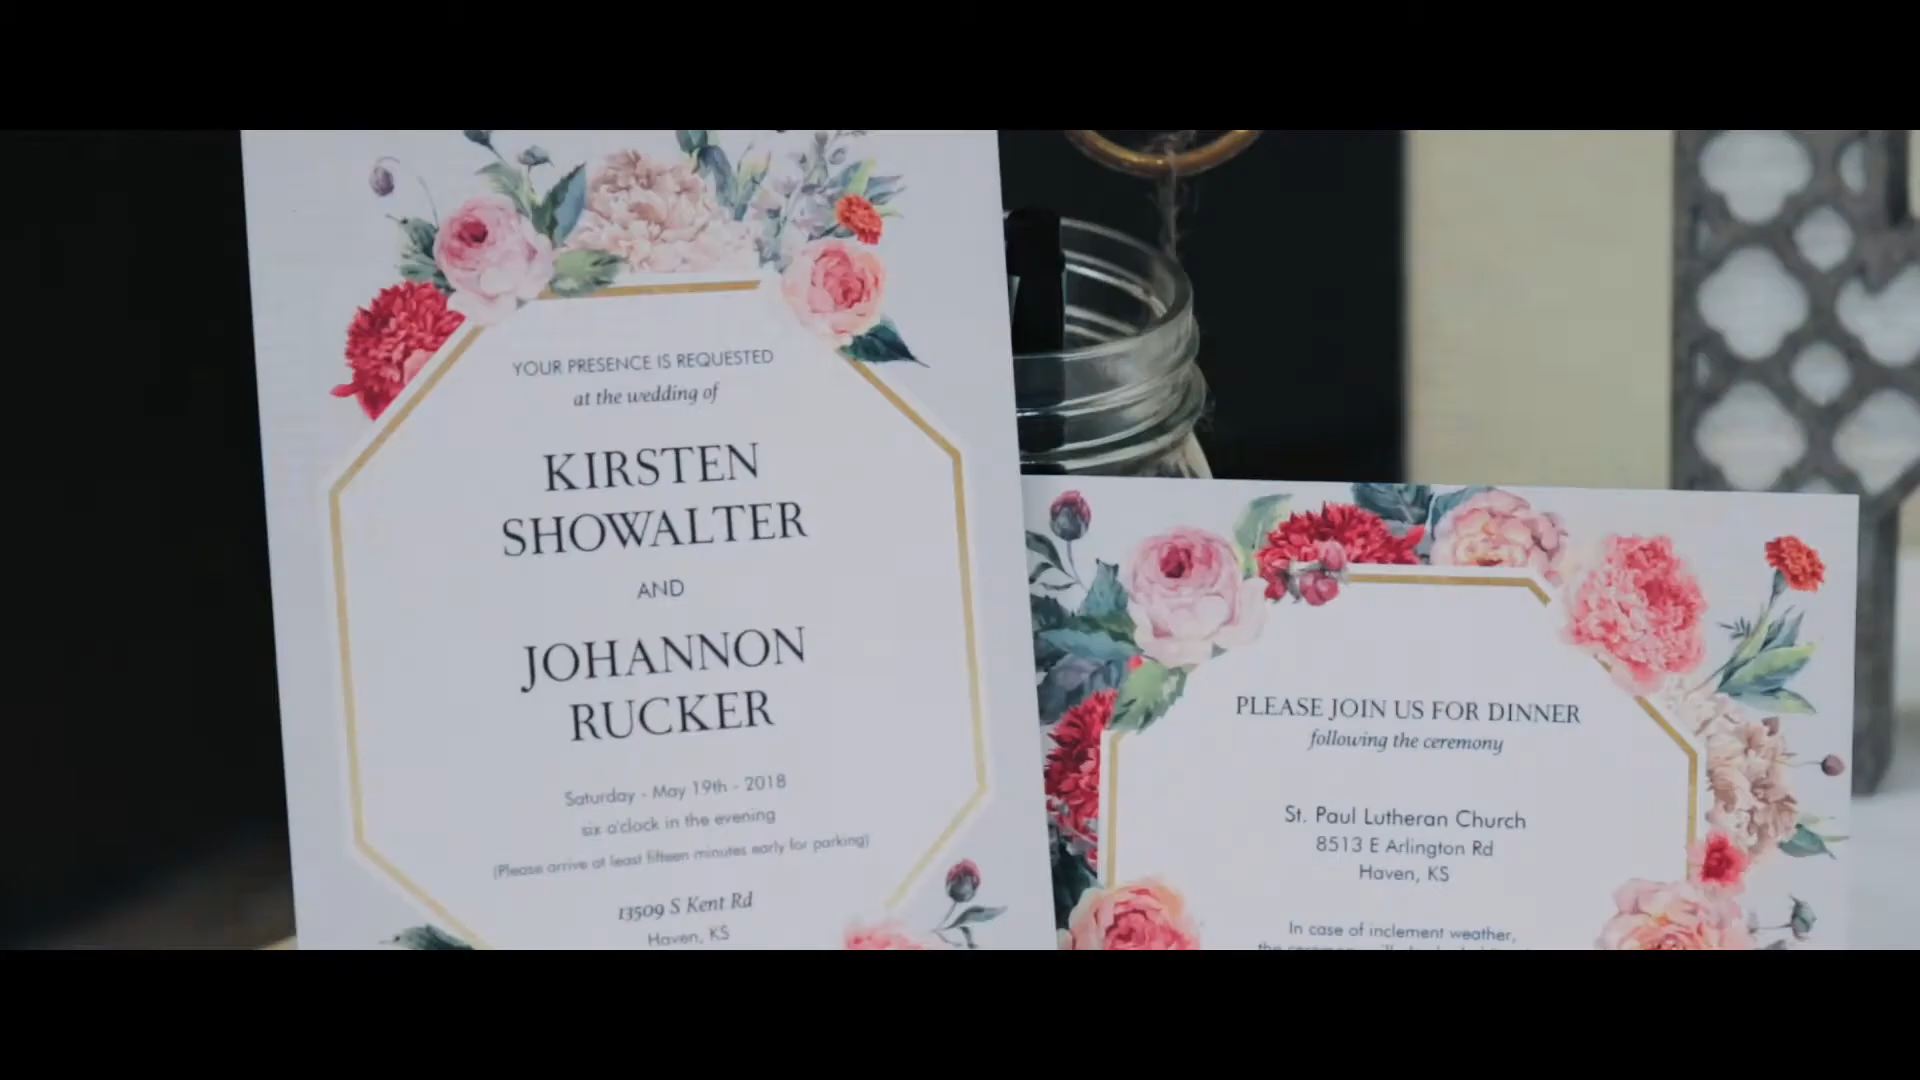 YOUR PRESENCE IS REQUESTED
at the wedding of
KIRSTEN
SHOWALTER
AND
JOHANNON
RUCKER
Saturday - May 19th - 2018
six o'clock in the evening
(Please arrive at least fifteen minutes early for parking)
13509 S Kent Rd
Haven, KS
PLEASE JOIN US FOR DINNER
following the ceremony
St. Paul Lutheran Church
8513 E Arlington Rd
Haven, KS
In case of inclement weather,
the ceremony will